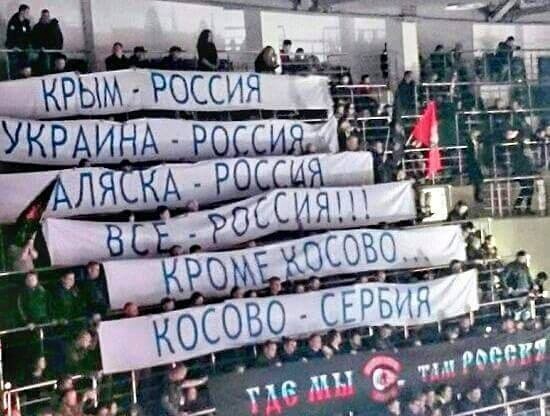 КРЫМ - РОССИЯ
УКРАИНА - РОССИЯ
АЛЯСКА - РОССИЯ
ВСЕ - РОССИЯ!!!
КРОМЕ КОСОВО...
КОСОВО - СЕРБИЯ
ГДЕ МЫ - ТАМ РОССИЯ